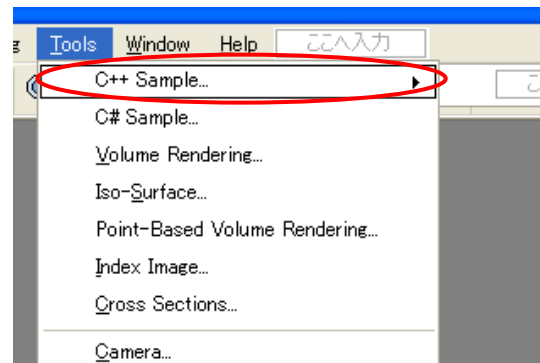 g Tools Window Help ここへ入力
C++ Sample...
こ
C# Sample...
Volume Rendering...
Iso-Surface...
Point-Based Volume Rendering...
Index Image...
Cross Sections...
Camera...